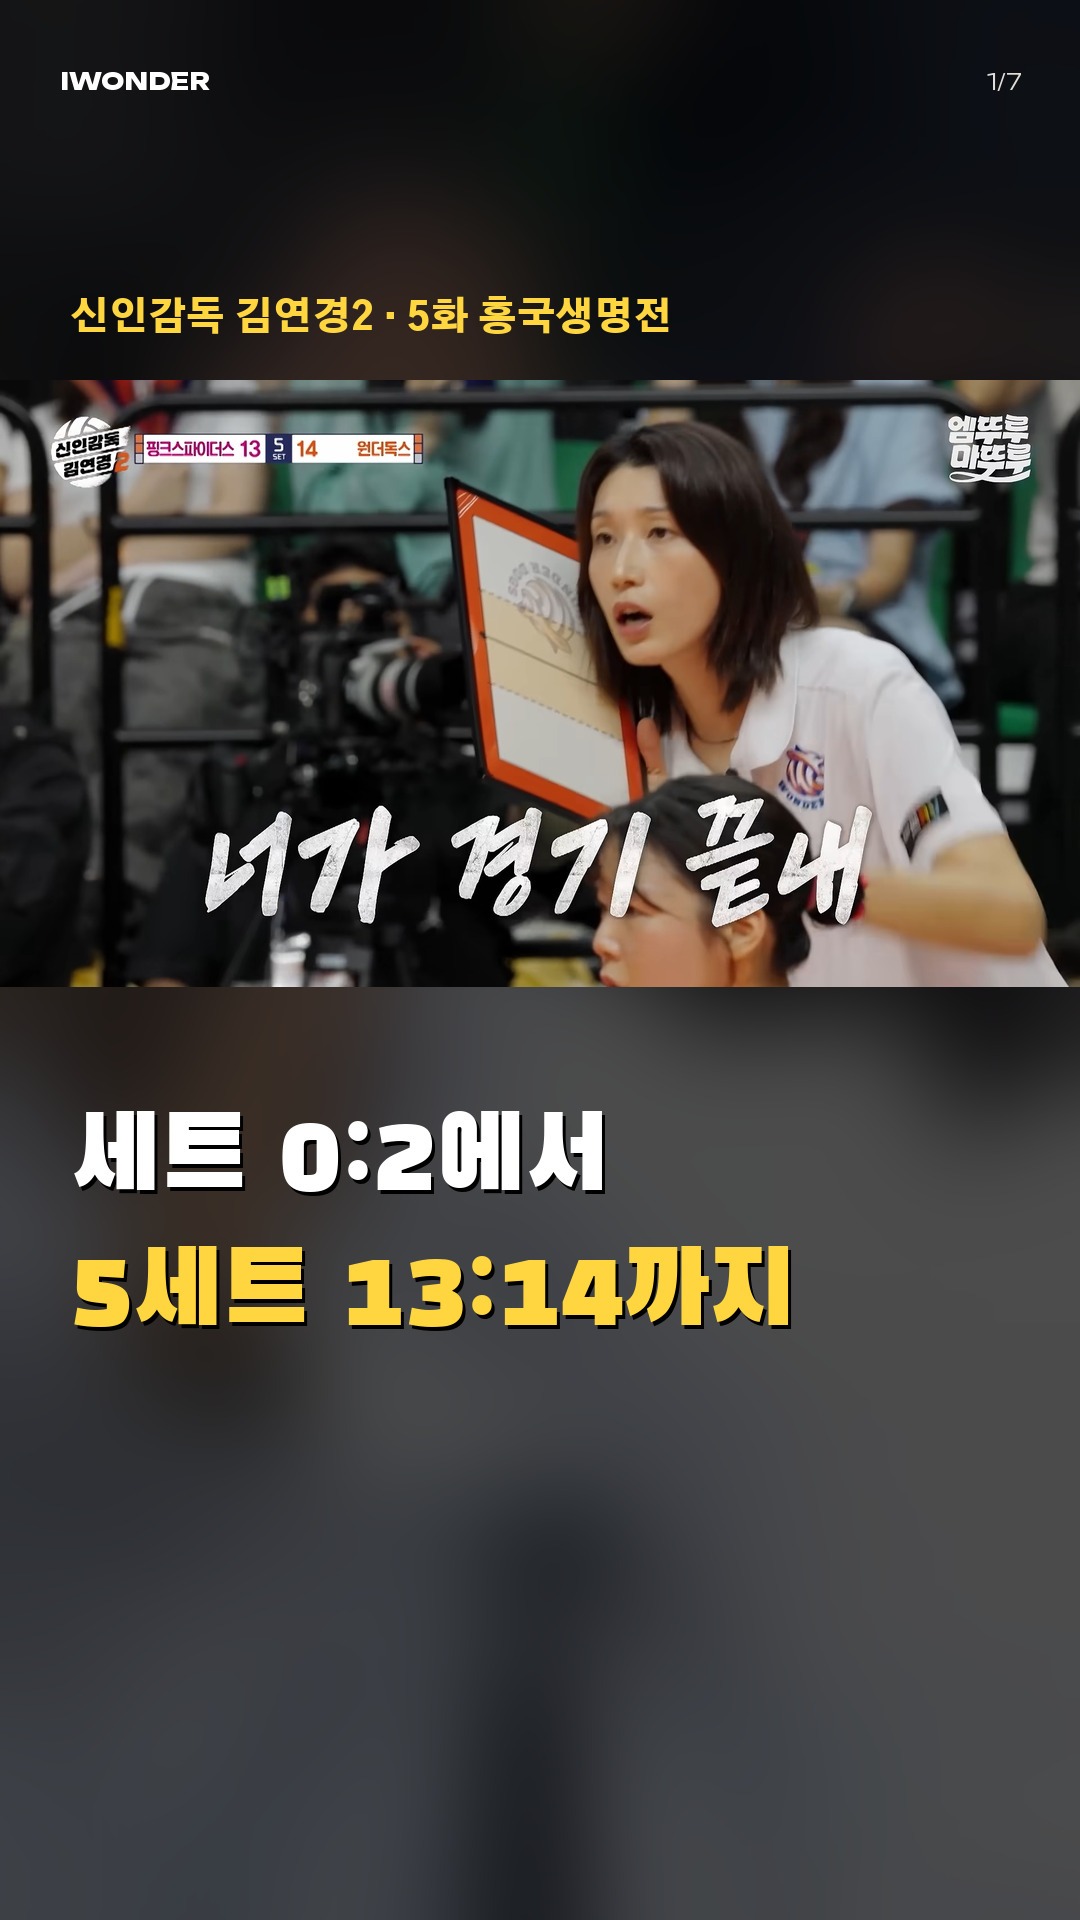 IWONDER
1/7
신인감독 김연경2 · 5화 흥국생명전
신인감독
김연경2
핑크스파이더스 13 5 SET 14 원더독스
엠뚜루
마뚜루
WONDER DOGS
WONDER
너가 경기 끝내
세트 0:2에서
5세트 13:14까지